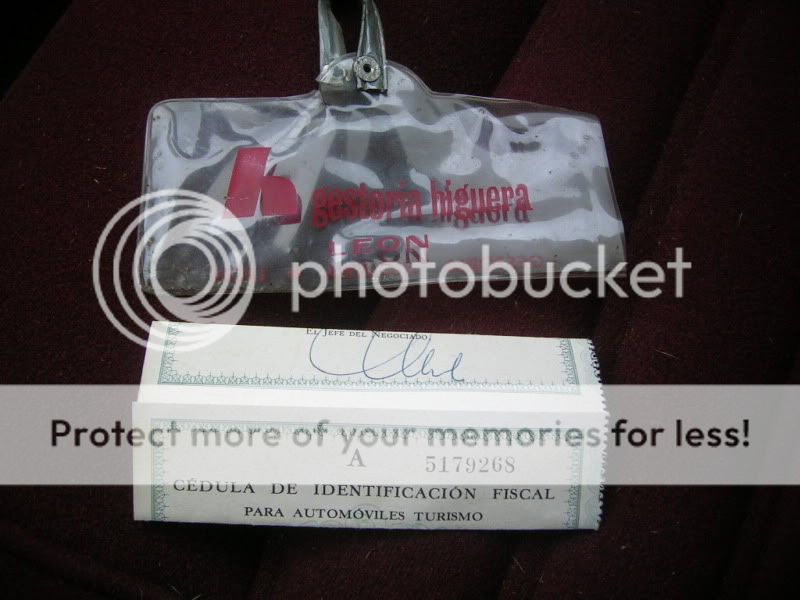 h gestoria higuera
LEON
photobucket
EL JEFE DEL NEGOCIADO,
Protect more of your memories for less!
A 5179268
CÉDULA DE IDENTIFICACIÓN FISCAL
PARA AUTOMÓVILES TURISMO